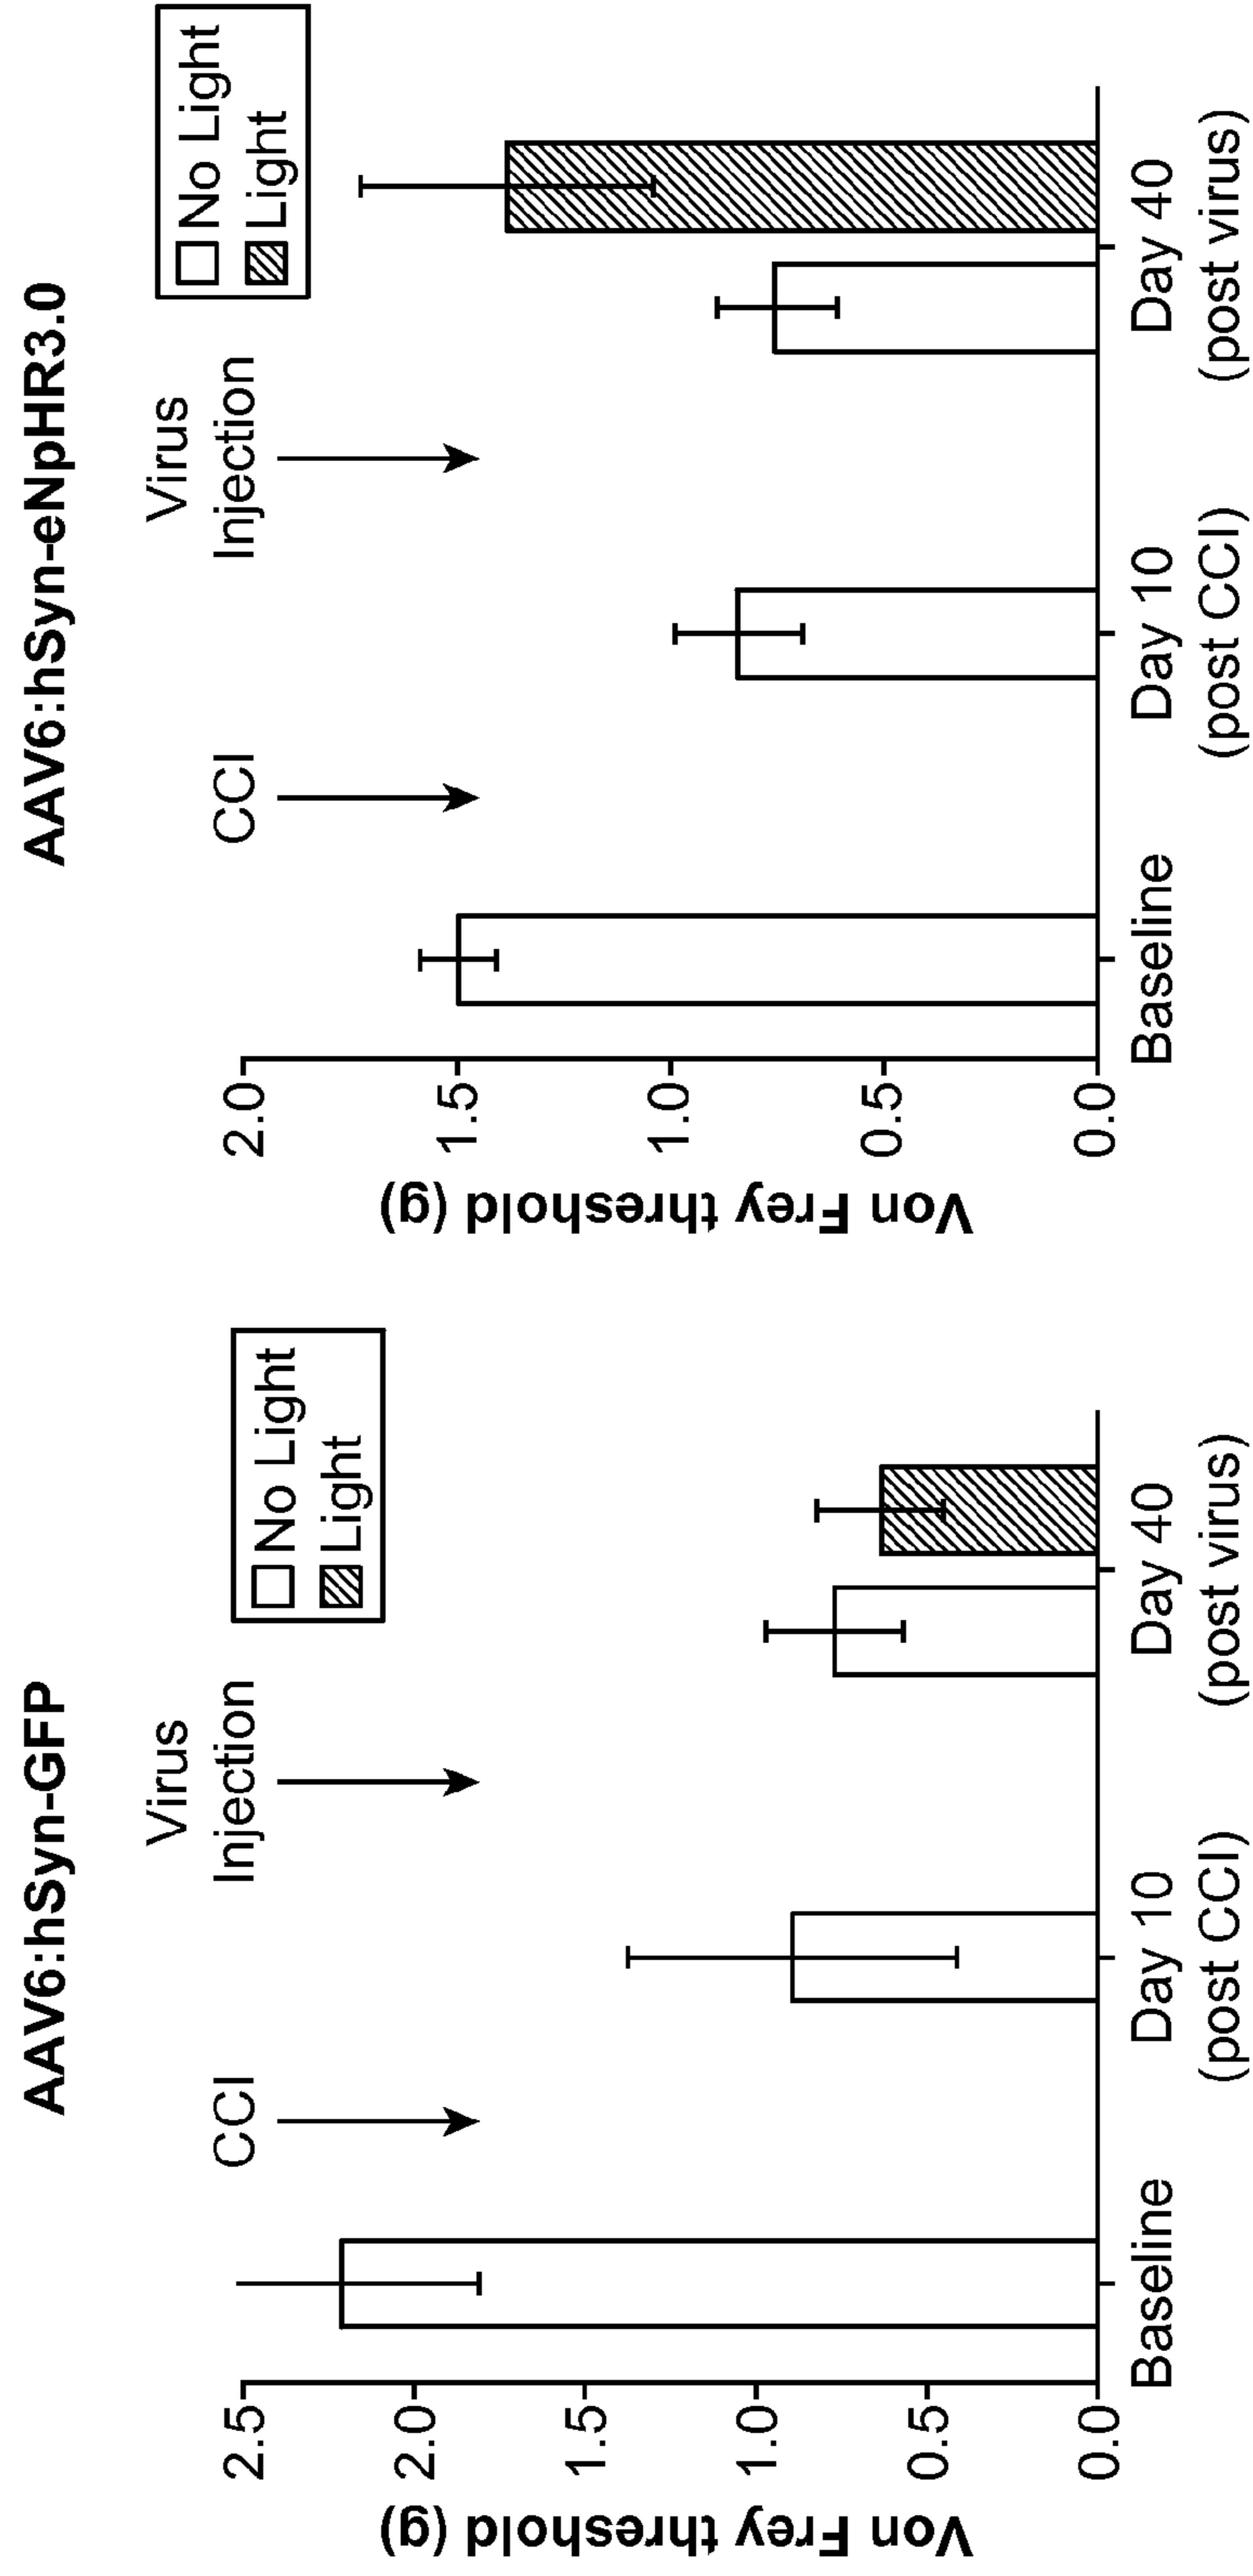 AAV6:hSyn-GFP
Virus
Injection
CCI
No Light
Light
Von Frey threshold (g)
2.5
2.0
1.5
1.0
0.5
0.0
Baseline
Day 10
(post CCI)
Day 40
(post virus)
AAV6:hSyn-eNpHR3.0
Virus
Injection
CCI
No Light
Light
Von Frey threshold (g)
2.0
1.5
1.0
0.5
0.0
Baseline
Day 10
(post CCI)
Day 40
(post virus)